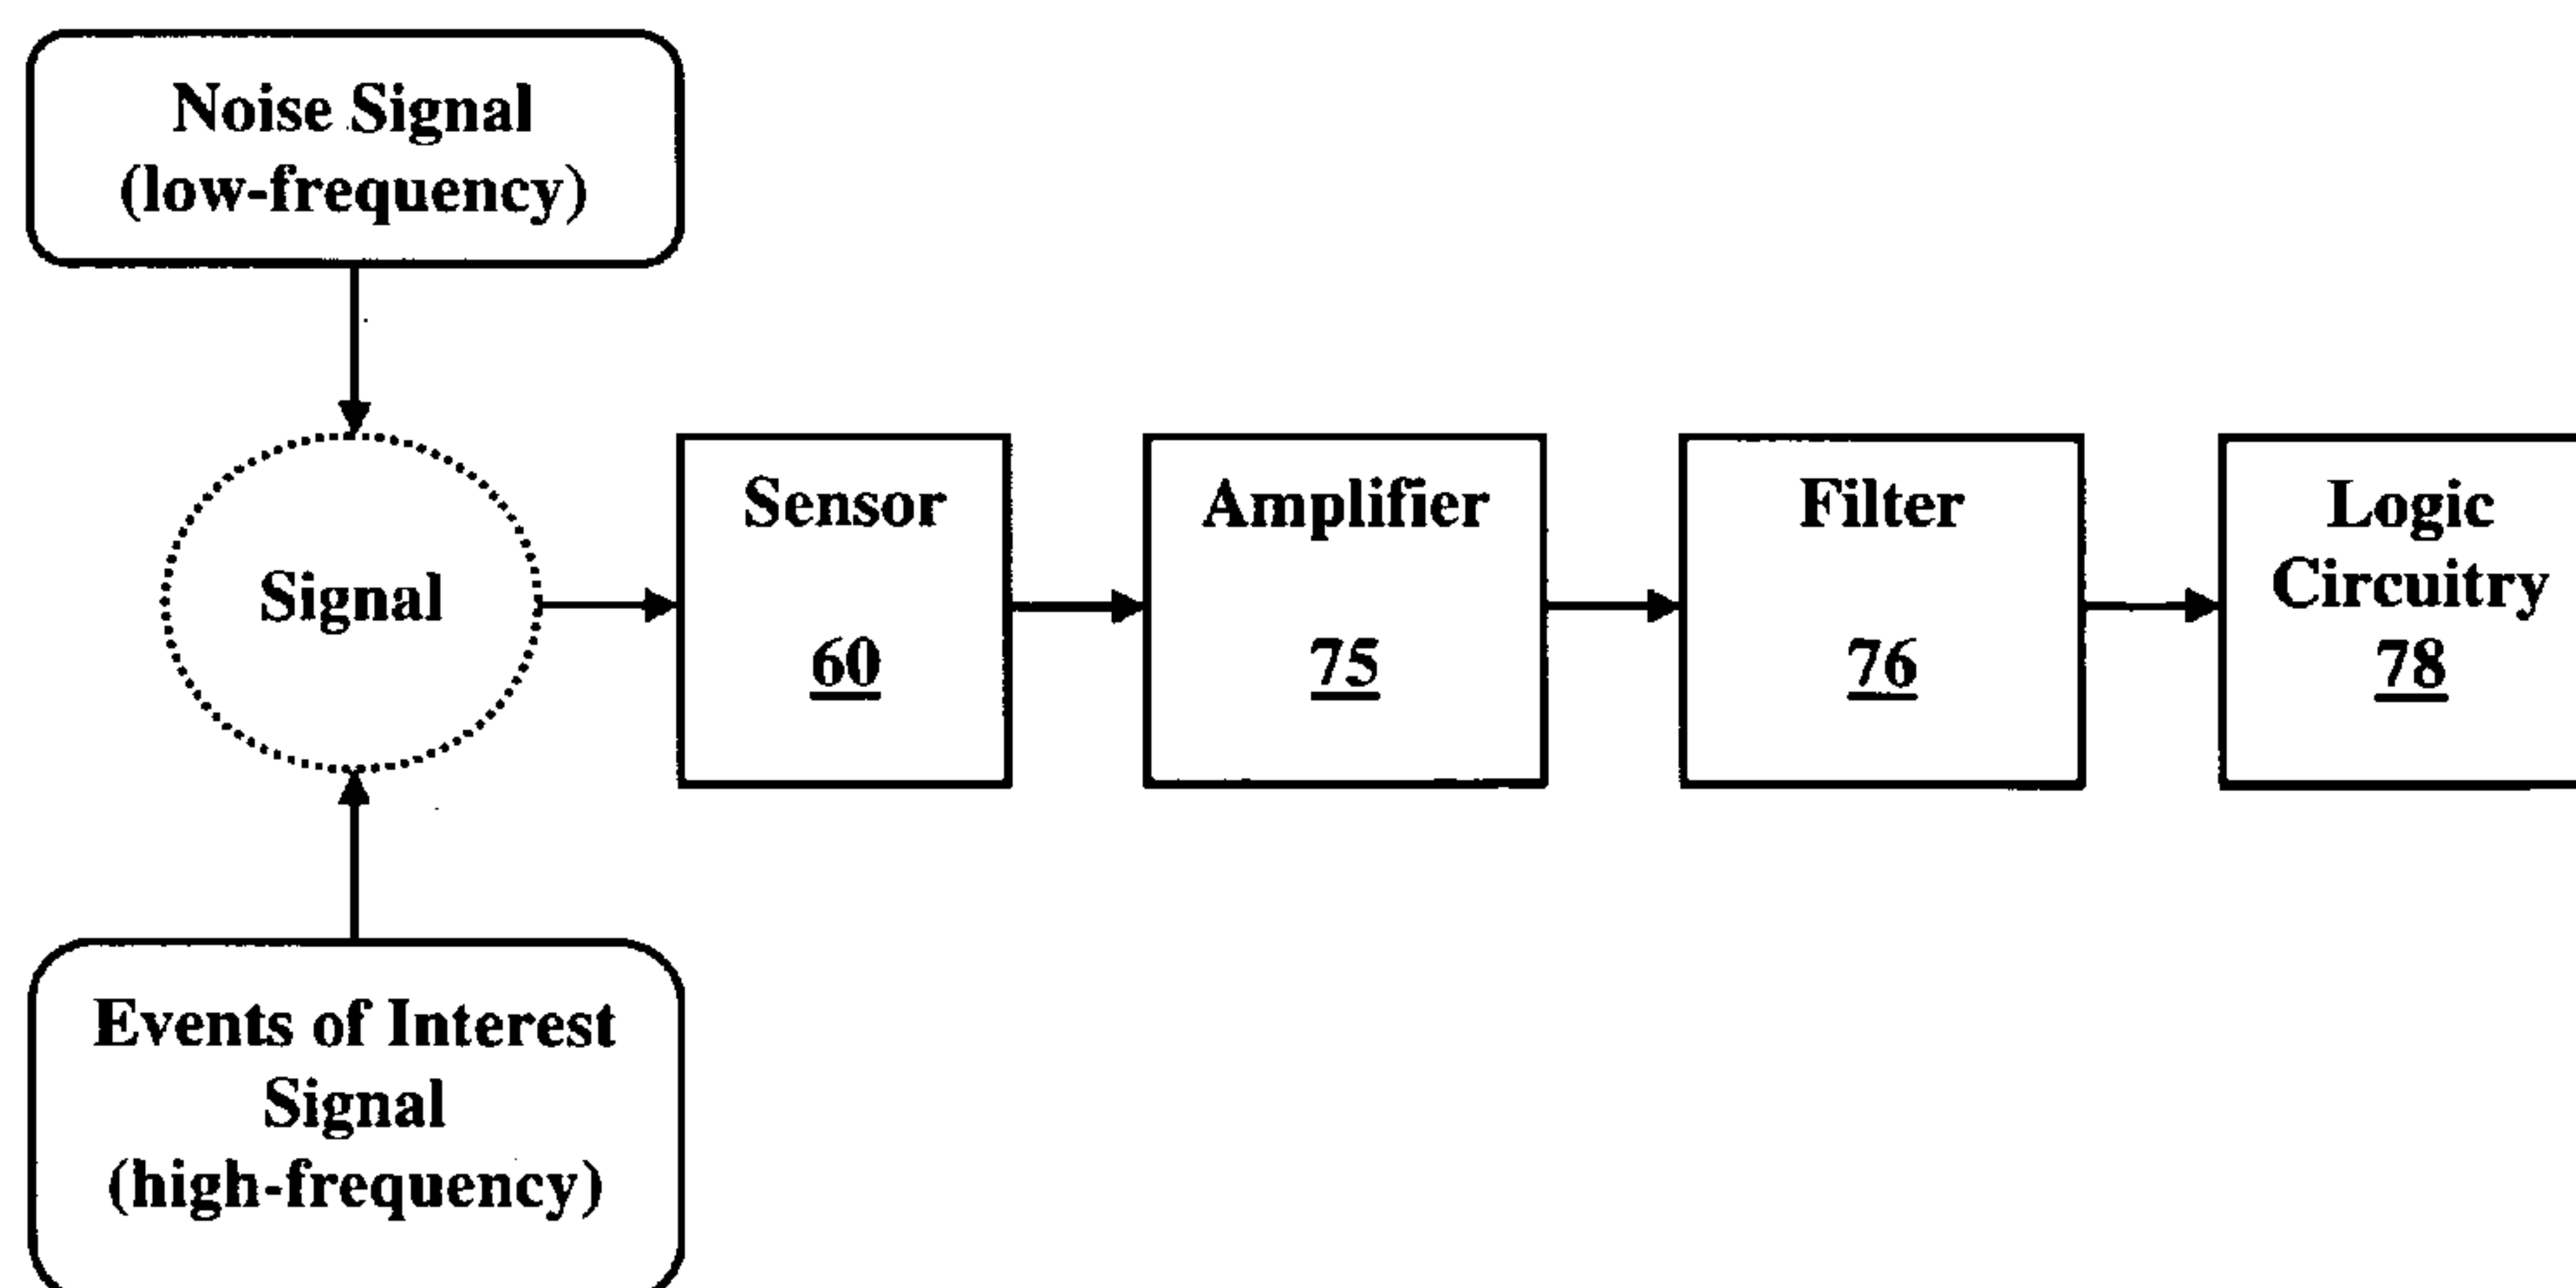 Noise Signal
(low-frequency)
Signal
Sensor
60
Amplifier
75
Filter
76
Logic
Circuitry
78
Events of Interest
Signal
(high-frequency)